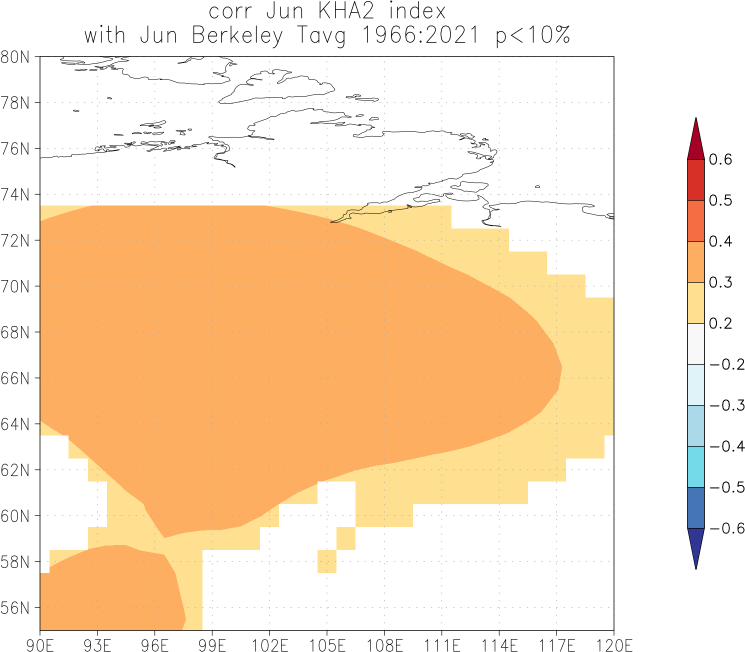 corr Jun KHA2 index
with Jun Berkeley Tavg 1966:2021 p<10%
80N
78N
76N
74N
72N
70N
68N
66N
64N
62N
60N
58N
56N
90E 93E 96E 99E 102E 105E 108E 111E 114E 117E 120E
0.6
0.5
0.4
0.3
0.2
-0.2
-0.3
-0.4
-0.5
-0.6